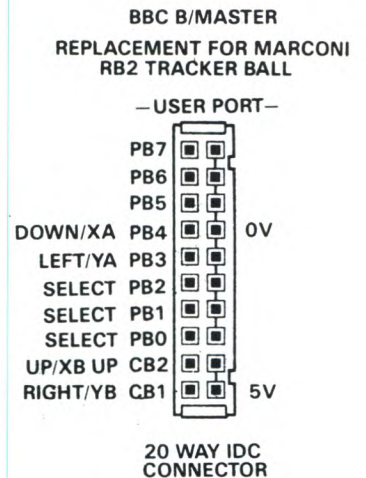 BBC B/MASTER
REPLACEMENT FOR MARCONI
RB2 TRACKER BALL
—USER PORT—
PB7
PB6
PB5
DOWN/XA PB4 0V
LEFT/YA PB3
SELECT PB2
SELECT PB1
SELECT PB0
UP/XB UP CB2
RIGHT/YB CB1 5V
20 WAY IDC
CONNECTOR